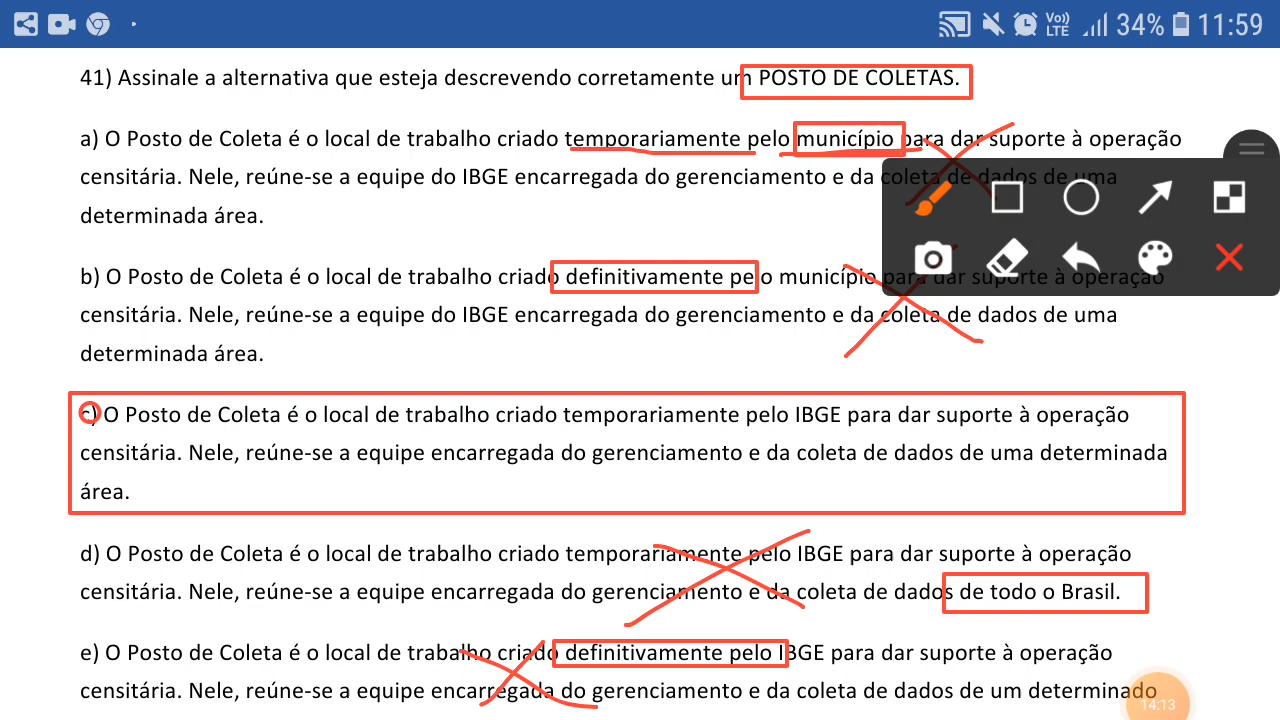 Vo)) LTE 34% 11:59
41) Assinale a alternativa que esteja descrevendo corretamente um POSTO DE COLETAS.
a) O Posto de Coleta é o local de trabalho criado temporariamente pelo município para dar suporte à operação
censitária. Nele, reúne-se a equipe do IBGE encarregada do gerenciamento e da coleta de dados de uma
determinada área.
b) O Posto de Coleta é o local de trabalho criado definitivamente pelo município para dar suporte à operação
censitária. Nele, reúne-se a equipe do IBGE encarregada do gerenciamento e da coleta de dados de uma
determinada área.
c) O Posto de Coleta é o local de trabalho criado temporariamente pelo IBGE para dar suporte à operação
censitária. Nele, reúne-se a equipe encarregada do gerenciamento e da coleta de dados de uma determinada
área.
d) O Posto de Coleta é o local de trabalho criado temporariamente pelo IBGE para dar suporte à operação
censitária. Nele, reúne-se a equipe encarregada do gerenciamento e da coleta de dados de todo o Brasil.
e) O Posto de Coleta é o local de trabalho criado definitivamente pelo IBGE para dar suporte à operação
censitária. Nele, reúne-se a equipe encarregada do gerenciamento e da coleta de dados de um determinado
14:13